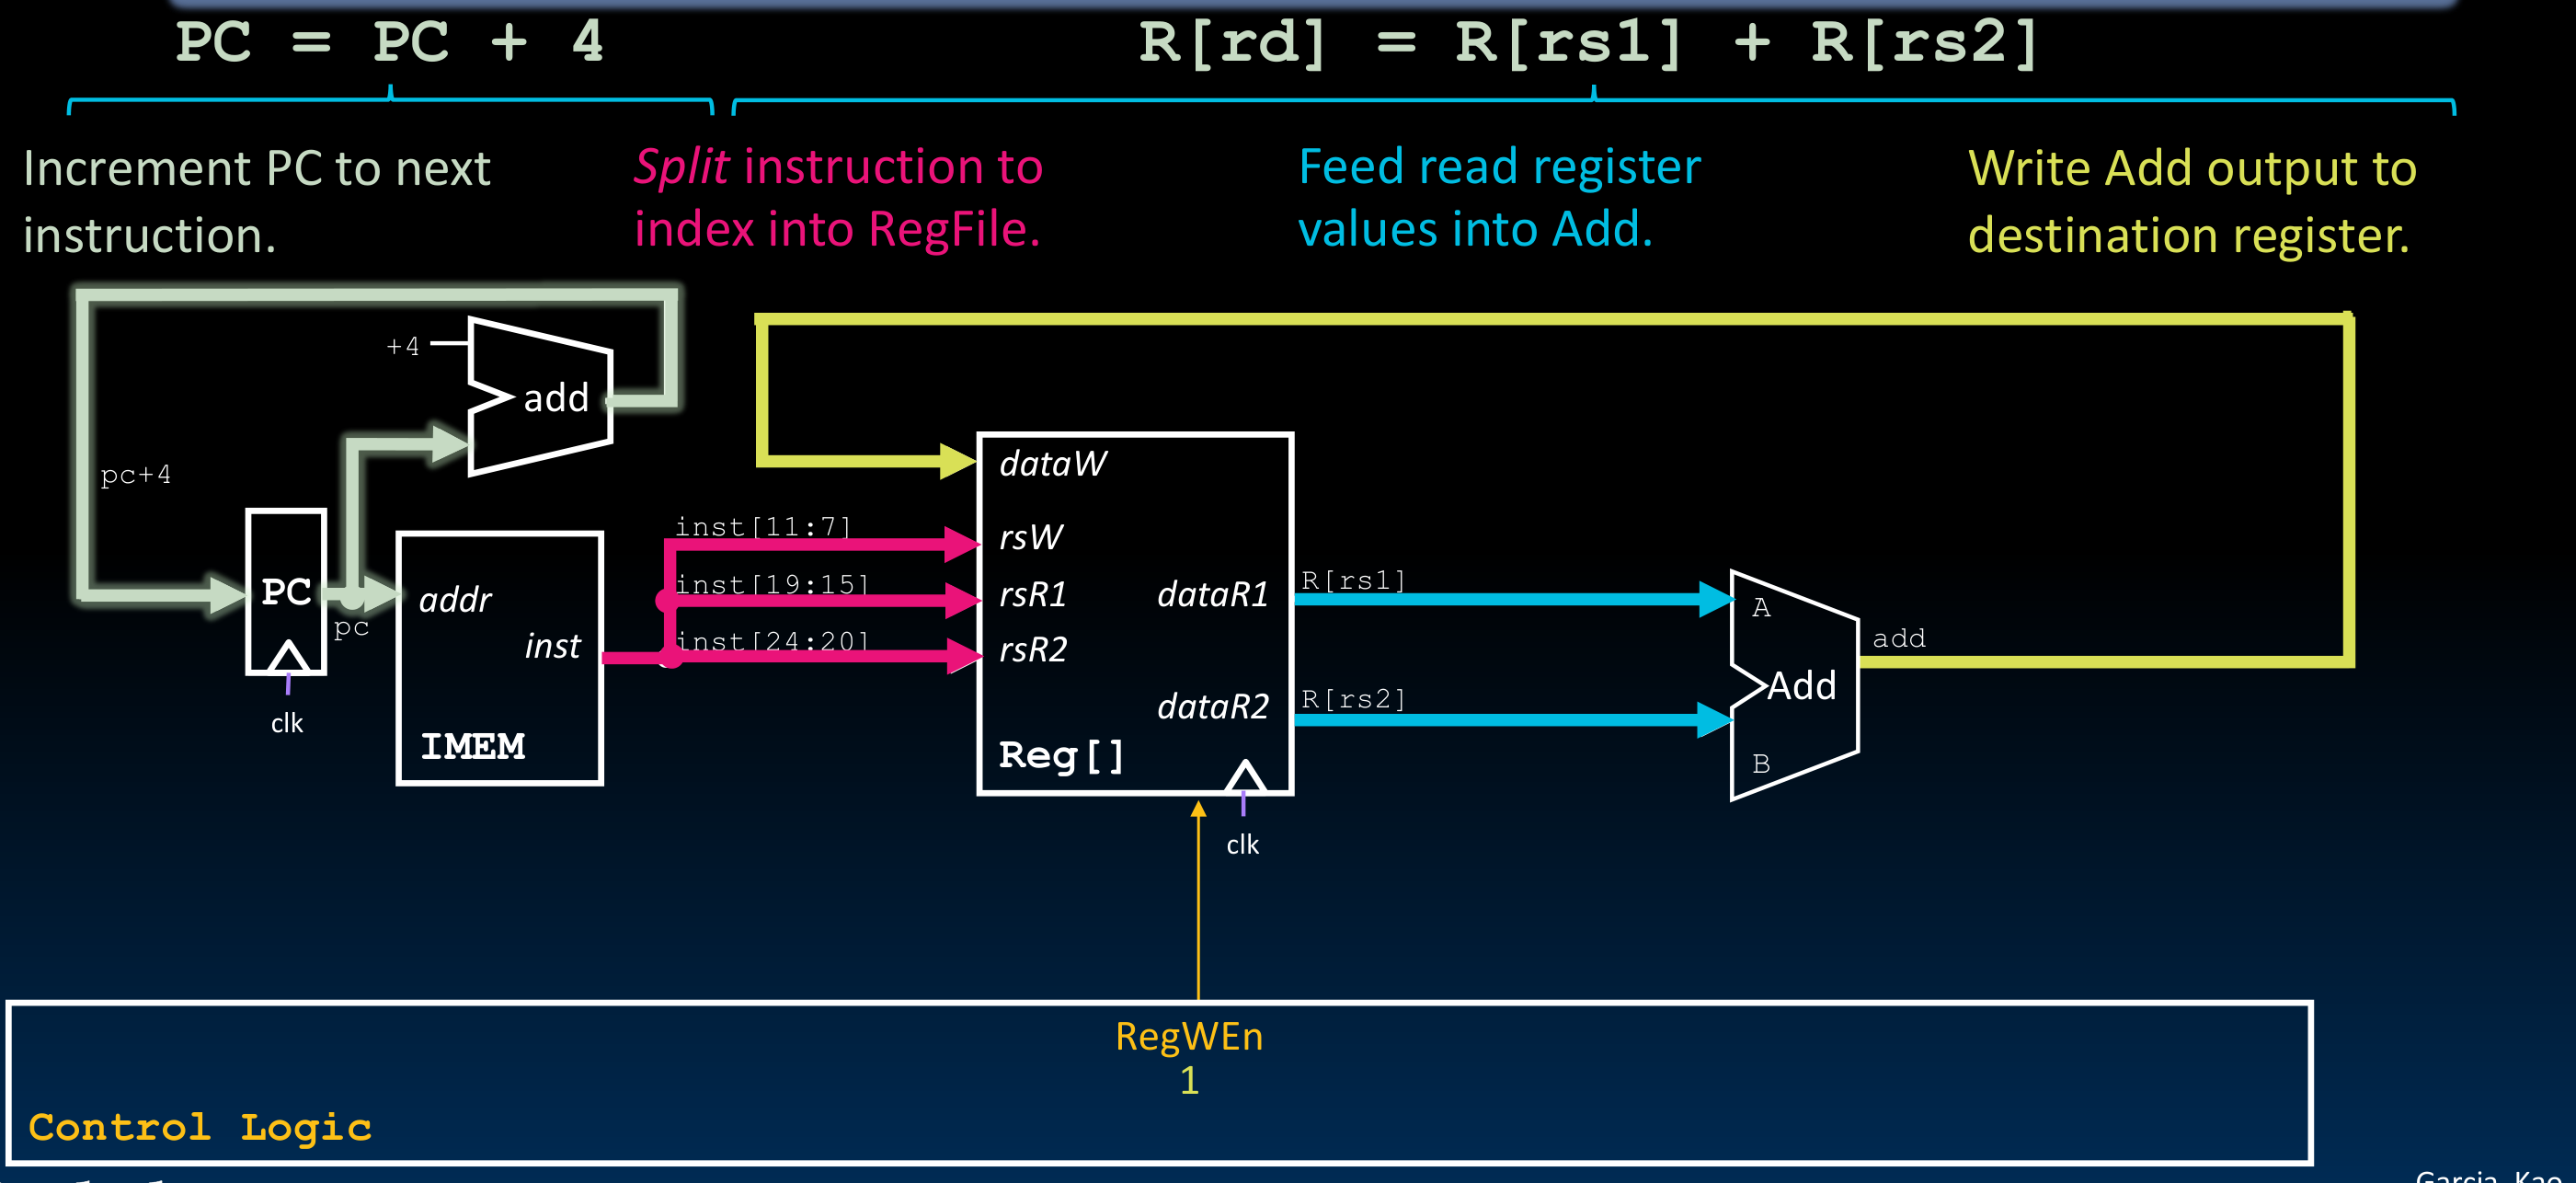 PC = PC + 4
R[rd] = R[rs1] + R[rs2]
Increment PC to next
instruction.
Split instruction to
index into RegFile.
Feed read register
values into Add.
Write Add output to
destination register.
+4
add
pc+4
PC
pc
clk
addr
inst
IMEM
inst[11:7]
inst[19:15]
inst[24:20]
dataW
rsW
rsR1
rsR2
dataR1
dataR2
Reg[]
clk
R[rs1]
R[rs2]
A
Add
B
add
RegWEn
1
Control Logic
Garcia, Kao